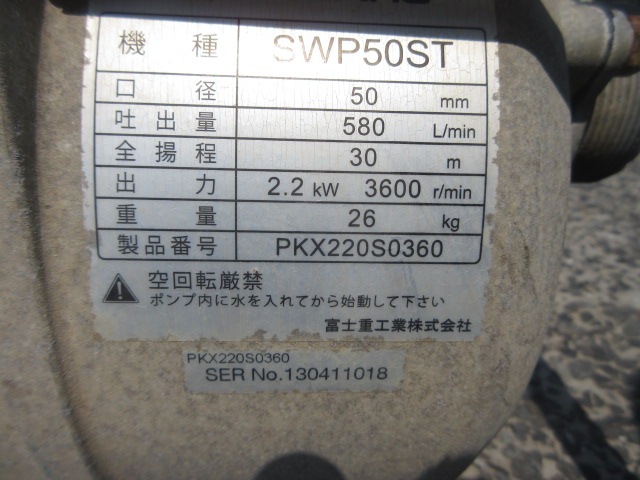 機種 SWP50ST
口径 50 mm
吐出量 580 L/min
全揚程 30 m
出力 2.2 kW 3600 r/min
重量 26 kg
製品番号 PKX220S0360
空回転厳禁
ポンプ内に水を入れてから始動して下さい
富士重工業株式会社
PKX220S0360
SER No.130411018